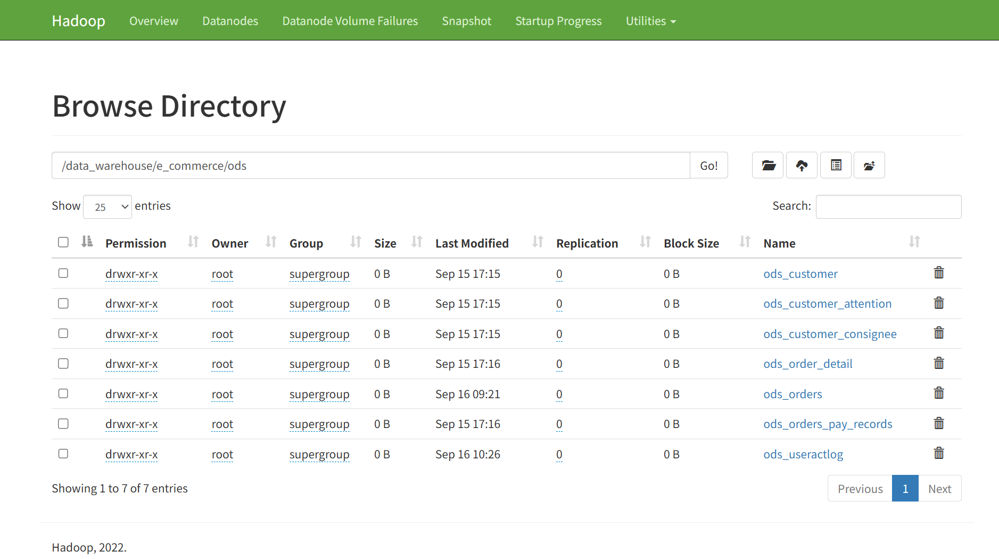 Hadoop Overview Datanodes Datanode Volume Failures Snapshot Startup Progress Utilities
Browse Directory
/data_warehouse/e_commerce/ods Go!
Show 25 entries Search:
Permission Owner Group Size Last Modified Replication Block Size Name
drwxr-xr-x root supergroup 0 B Sep 15 17:15 0 0 B ods_customer
drwxr-xr-x root supergroup 0 B Sep 15 17:15 0 0 B ods_customer_attention
drwxr-xr-x root supergroup 0 B Sep 15 17:15 0 0 B ods_customer_consignee
drwxr-xr-x root supergroup 0 B Sep 15 17:16 0 0 B ods_order_detail
drwxr-xr-x root supergroup 0 B Sep 16 09:21 0 0 B ods_orders
drwxr-xr-x root supergroup 0 B Sep 15 17:16 0 0 B ods_orders_pay_records
drwxr-xr-x root supergroup 0 B Sep 16 10:26 0 0 B ods_useractlog
Showing 1 to 7 of 7 entries Previous 1 Next
Hadoop, 2022.